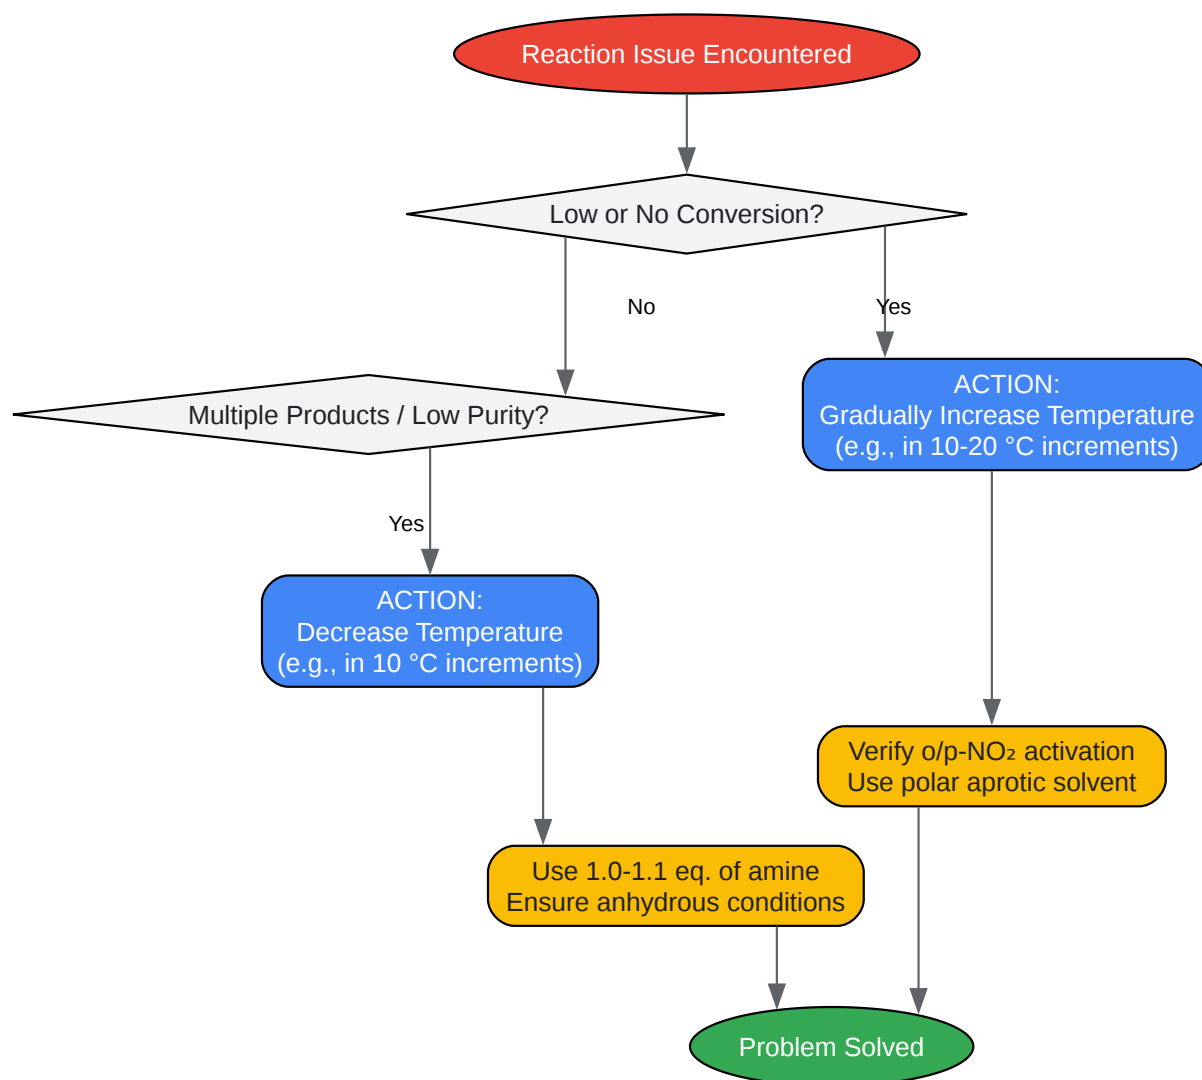 Reaction Issue Encountered
Low or No Conversion?
No
Yes
ACTION:
Gradually Increase Temperature
(e.g., in 10-20 °C increments)
Multiple Products / Low Purity?
Yes
ACTION:
Decrease Temperature
(e.g., in 10 °C increments)
Verify o/p-NO₂ activation
Use polar aprotic solvent
Use 1.0-1.1 eq. of amine
Ensure anhydrous conditions
Problem Solved